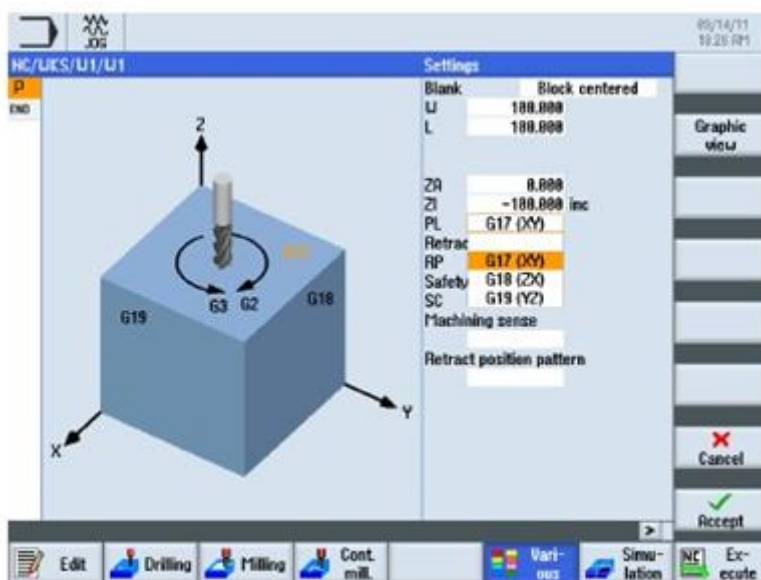 JOG
09/14/11
10:26 AM
NC/WKS/W1/W1
Settings
P
END
Blank Block centered
W 100.000
L 100.000
ZA 0.000
ZI -100.000 inc
PL G17 (XY)
Retrac
RP G17 (XY)
Safety G18 (ZX)
SC G19 (YZ)
Machining sense
Retract position pattern
Z
G19
G3 G2
G18
X
Y
Graphic
view
Cancel
Accept
>
Edit
Drilling
Milling
Cont.
mill.
Vari-
ous
Simu-
lation
NC Ex-
ecute